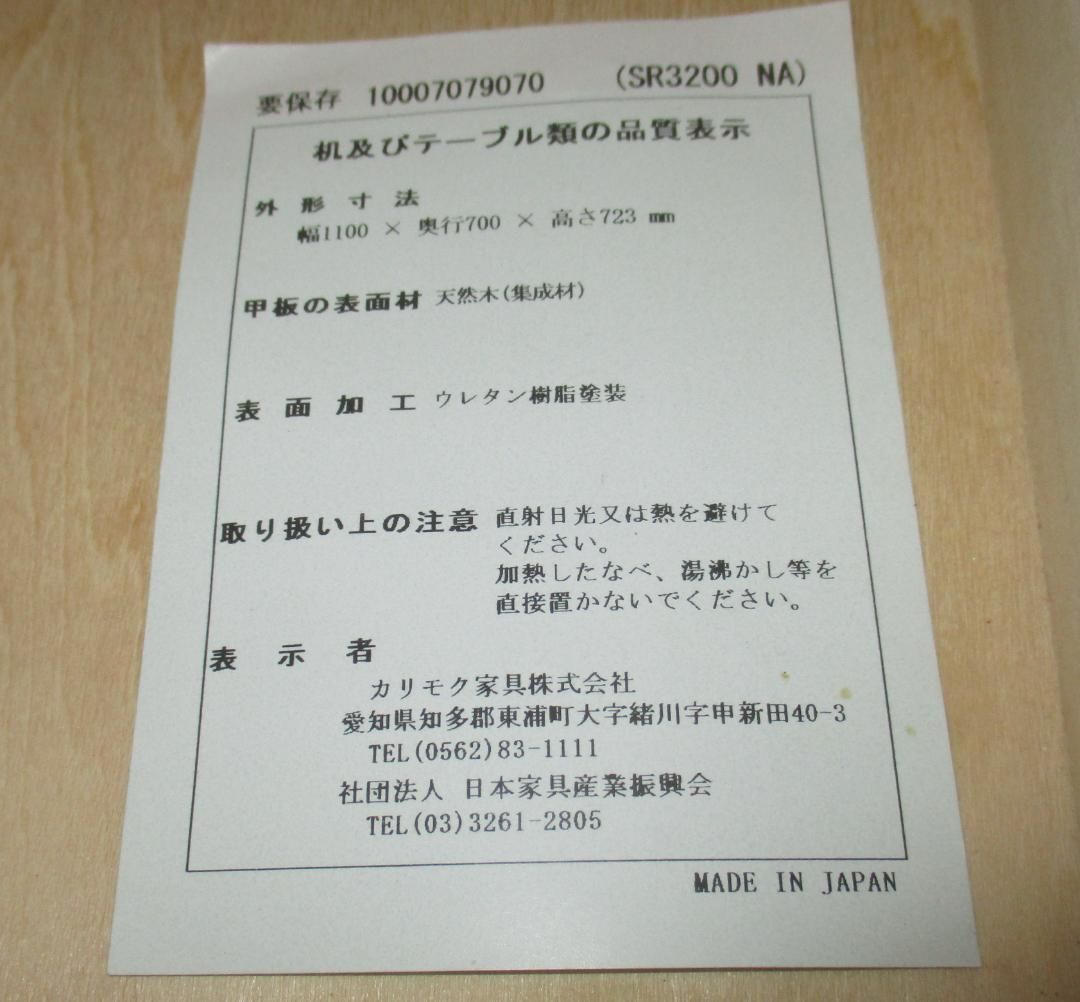 要保存 10007079070 (SR3200 NA)
机及びテーブル類の品質表示
外形寸法
幅1100 × 奥行700 × 高さ723 mm
甲板の表面材 天然木(集成材)
表面加工 ウレタン樹脂塗装
取り扱い上の注意 直射日光又は熱を避けて
ください。
加熱したなべ、湯沸かし等を
直接置かないでください。
表示者
カリモク家具株式会社
愛知県知多郡東浦町大字緒川字申新田40-3
TEL(0562)83-1111
社団法人 日本家具産業振興会
TEL(03)3261-2805
MADE IN JAPAN